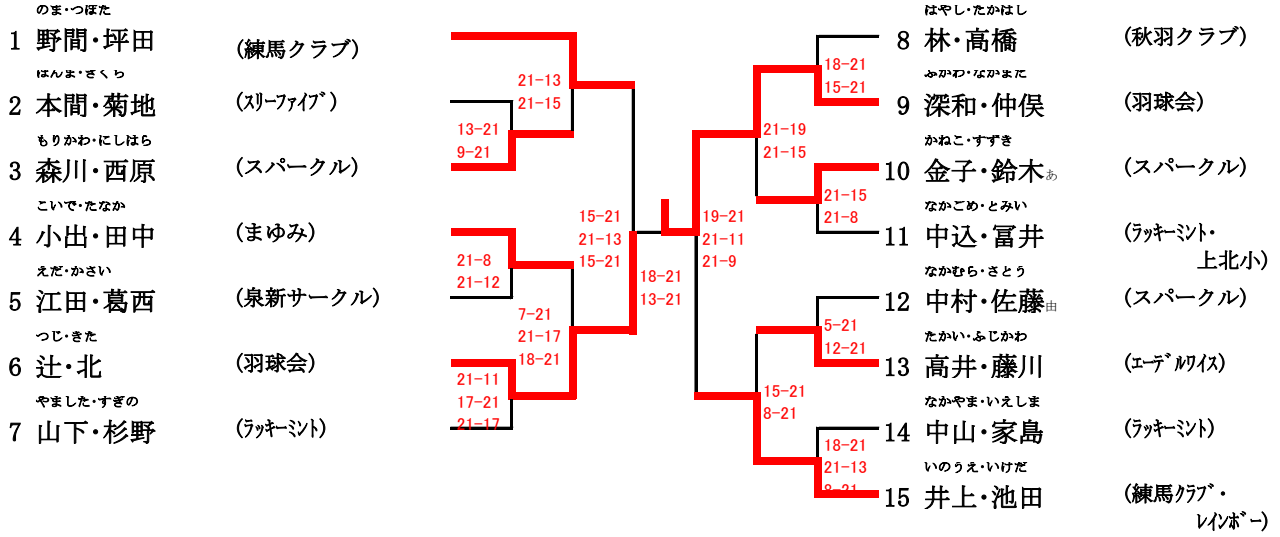 のま・つぼた
1 野間・坪田 (練馬クラブ)
ほんま・きくち
2 本間・菊地 (ｽﾘｰﾌｧｲﾌﾞ)
もりかわ・にしはら
3 森川・西原 (スパークル)
こいで・たなか
4 小出・田中 (まゆみ)
えだ・かさい
5 江田・葛西 (泉新サークル)
つじ・きた
6 辻・北 (羽球会)
やました・すぎの
7 山下・杉野 (ﾗｯｷｰﾐﾝﾄ)
21-13
21-15
13-21
9-21
21-8
21-12
7-21
21-17
18-21
21-11
17-21
21-17
15-21
21-13
15-21
18-21
13-21
19-21
21-11
21-9
21-19
21-15
18-21
15-21
21-15
21-8
5-21
12-21
15-21
8-21
18-21
21-13
8-21
はやし・たかはし
8 林・高橋 (秋羽クラブ)
ふかわ・なかまた
9 深和・仲俣 (羽球会)
かねこ・すずき
10 金子・鈴木あ (スパークル)
なかごめ・とみい
11 中込・冨井 (ﾗｯｷｰﾐﾝﾄ・
上北小)
なかむら・さとう
12 中村・佐藤由 (スパークル)
たかい・ふじかわ
13 高井・藤川 (ｴｰﾃﾞﾙﾜｲｽ)
なかやま・いえしま
14 中山・家島 (ﾗｯｷｰﾐﾝﾄ)
いのうえ・いけだ
15 井上・池田 (練馬ｸﾗﾌﾞ・
ﾚｲﾝﾎﾞｰ)